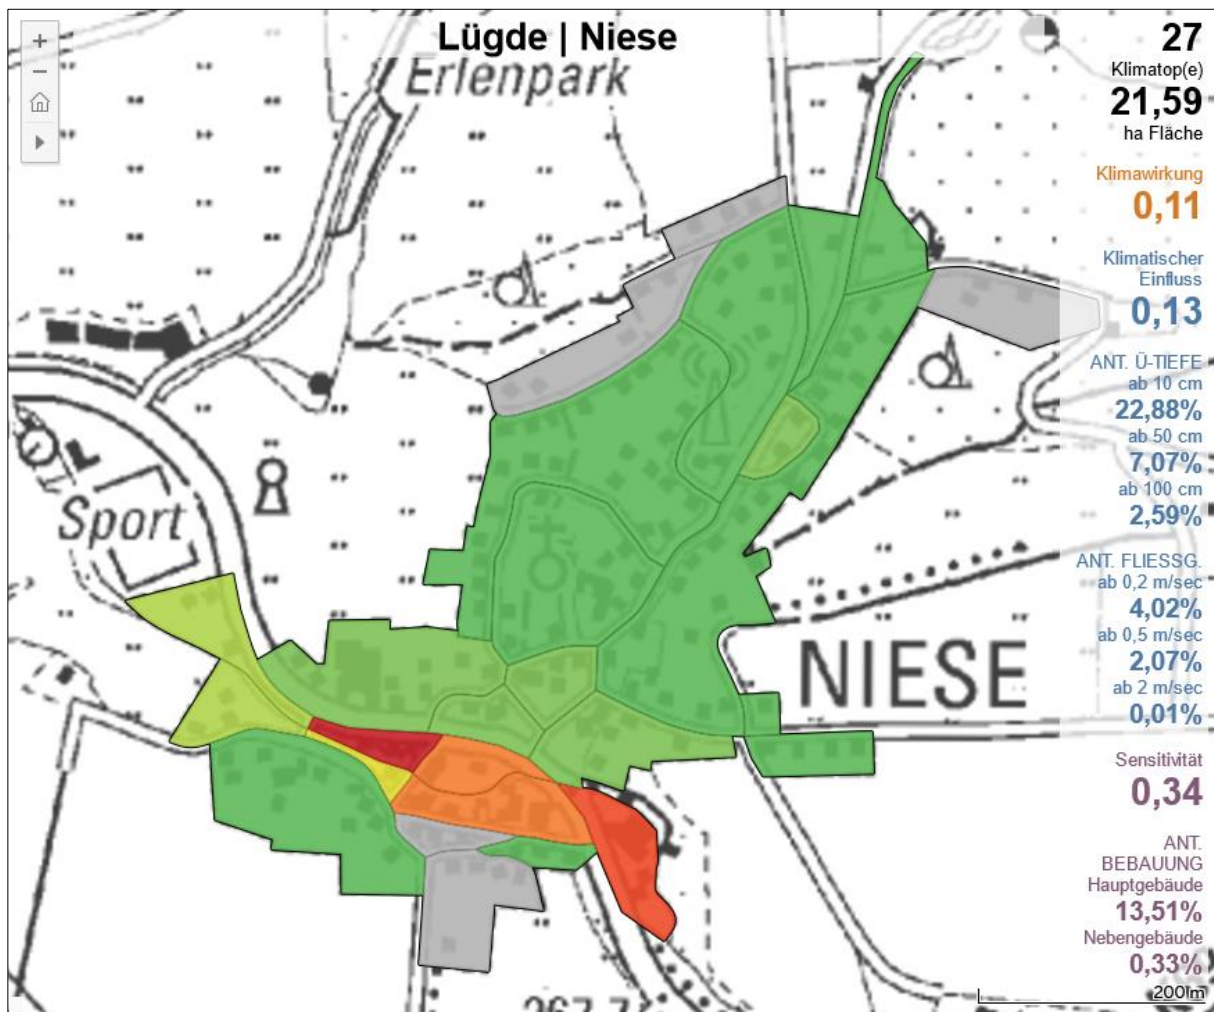 Lügde | Niese
Erlenpark
Sport
NIESE
27
Klimatop(e)
21,59
ha Fläche
Klimawirkung
0,11
Klimatischer
Einfluss
0,13
ANT. Ü-TIEFE
ab 10 cm
22,88%
ab 50 cm
7,07%
ab 100 cm
2,59%
ANT. FLIESSG.
ab 0,2 m/sec
4,02%
ab 0,5 m/sec
2,07%
ab 2 m/sec
0,01%
Sensitivität
0,34
ANT.
BEBAUUNG
Hauptgebäude
13,51%
Nebengebäude
0,33%
200m